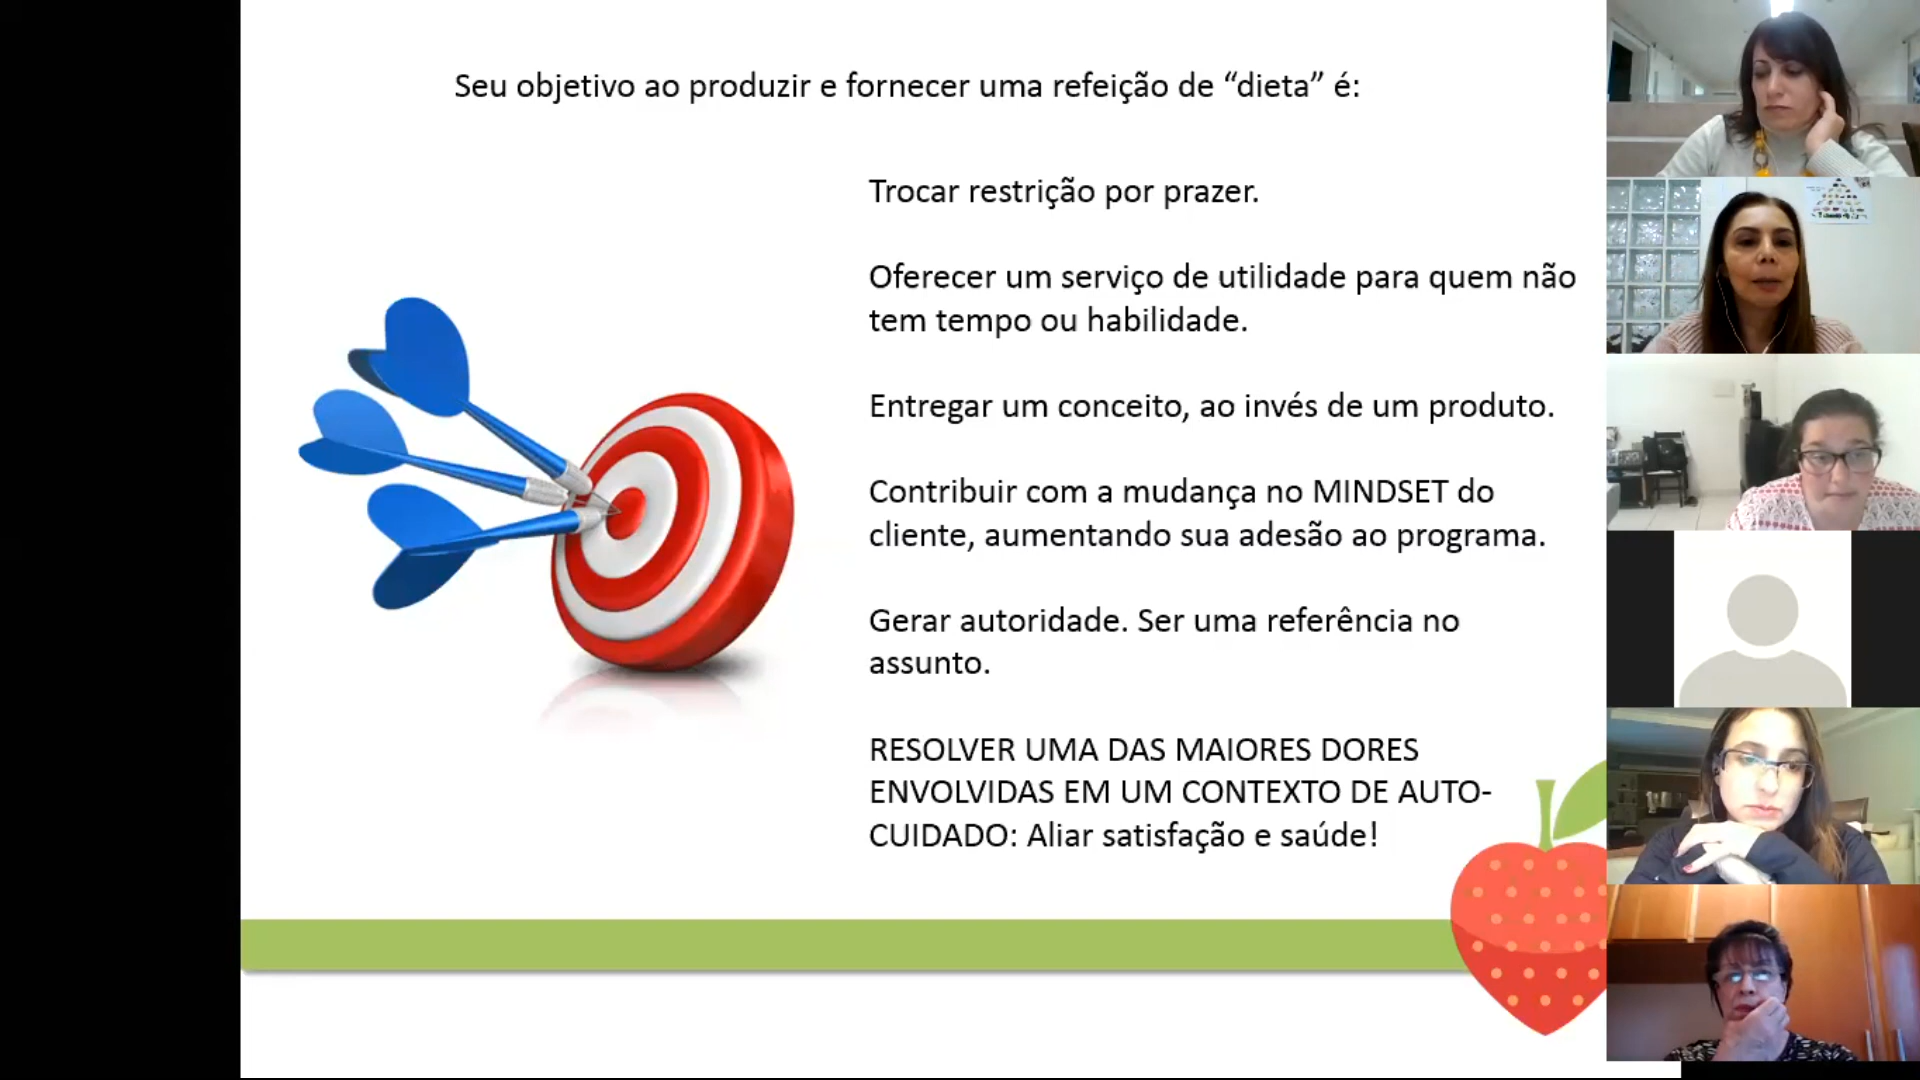 Seu objetivo ao produzir e fornecer uma refeição de “dieta” é:
Trocar restrição por prazer.
Oferecer um serviço de utilidade para quem não
tem tempo ou habilidade.
Entregar um conceito, ao invés de um produto.
Contribuir com a mudança no MINDSET do
cliente, aumentando sua adesão ao programa.
Gerar autoridade. Ser uma referência no
assunto.
RESOLVER UMA DAS MAIORES DORES
ENVOLVIDAS EM UM CONTEXTO DE AUTO-
CUIDADO: Aliar satisfação e saúde!